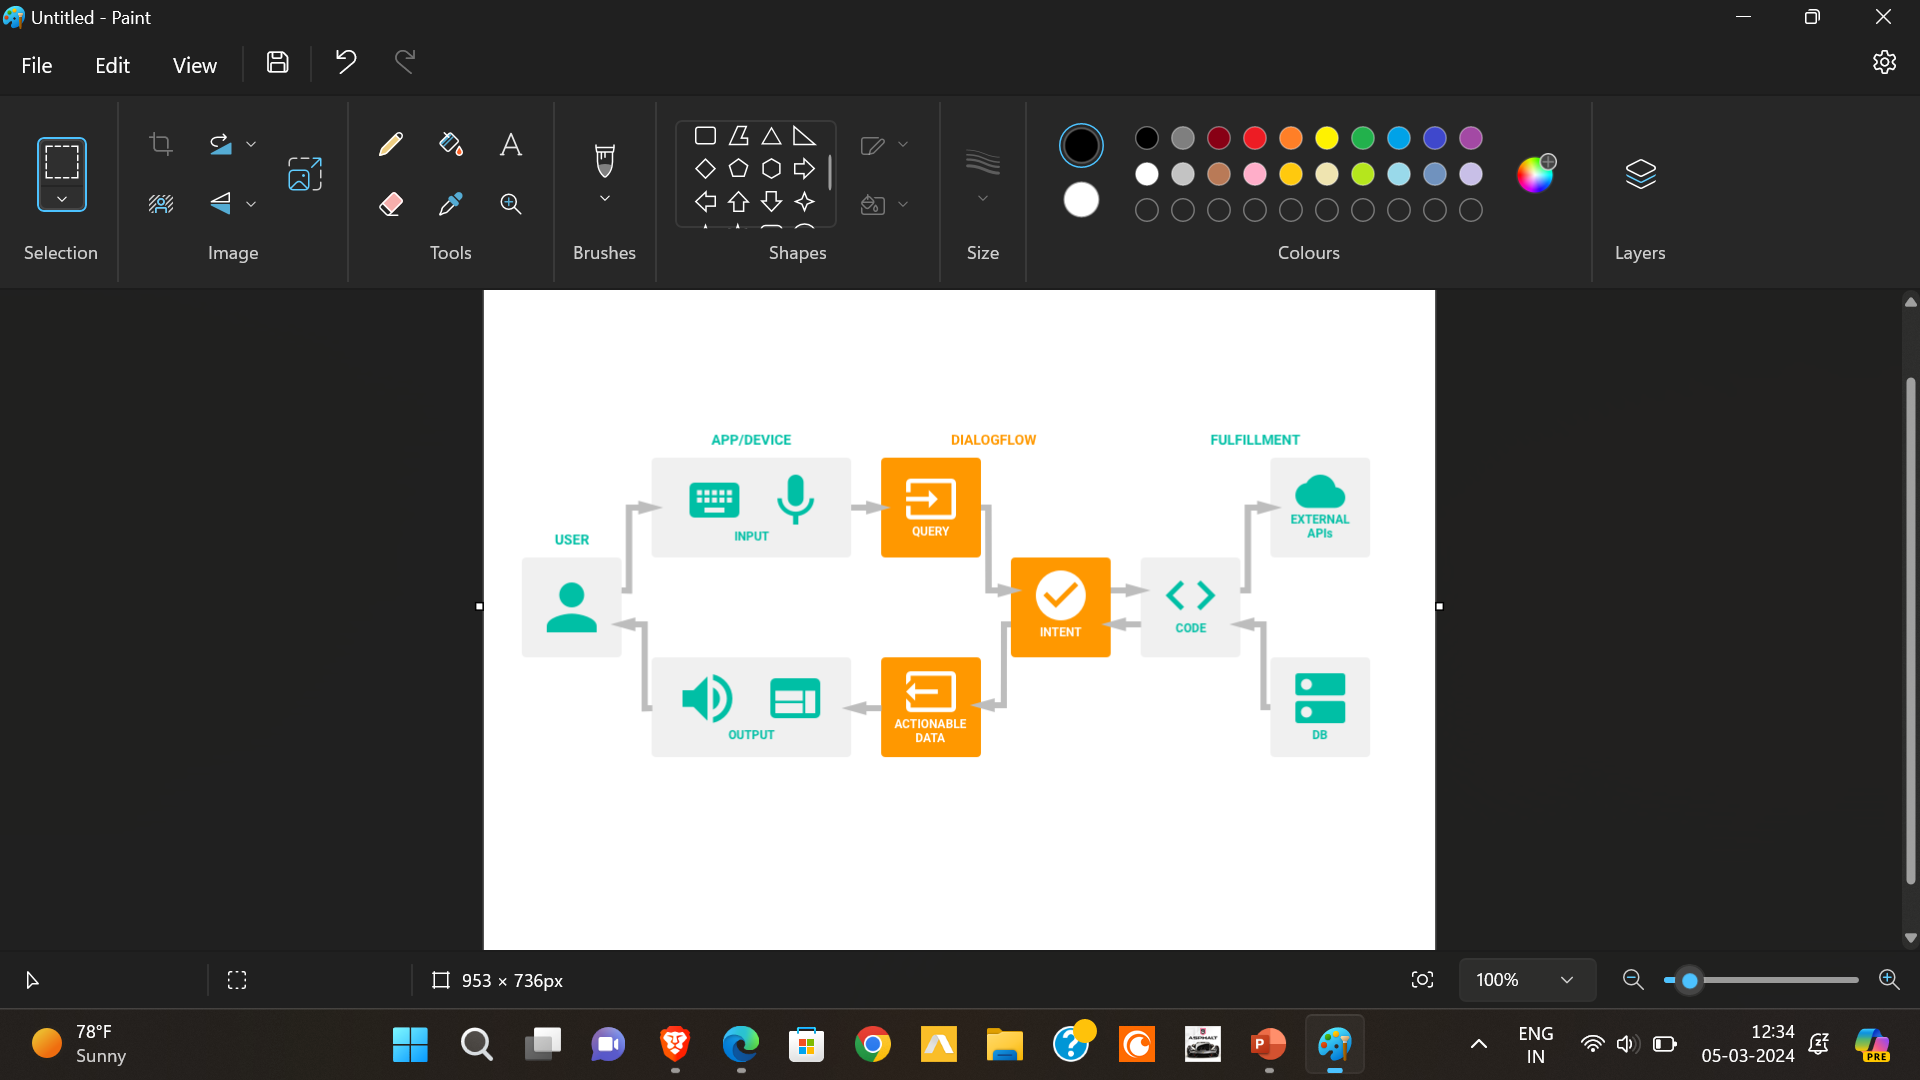 Untitled - Paint
File
Edit
View
Selection
Image
Tools
Brushes
Shapes
Size
Colours
Layers
APP/DEVICE
DIALOGFLOW
FULFILLMENT
INPUT
QUERY
EXTERNAL
APIs
USER
INTENT
CODE
OUTPUT
ACTIONABLE
DATA
DB
953 × 736px
100%
78°F
Sunny
ASPHALT
P
PRE
ENG
IN
12:34
05-03-2024